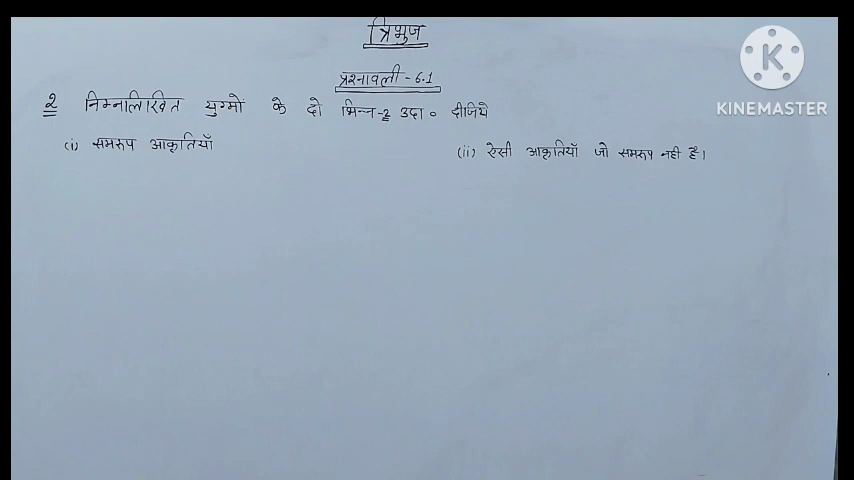 त्रिभुज
प्रश्नावली - 6.1
2 निम्नलिखित युग्मो के दो भिन्न-2 उदा० दीजिये
(i) समरुप आकृतियाँ
(ii) ऐसी आकृतियाँ जो समरुप नही है।
KINEMASTER